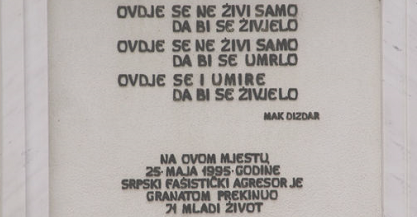 OVDJE SE NE ŽIVI SAMO
DA BI SE ŽIVJELO
OVDJE SE NE ŽIVI SAMO
DA BI SE UMRLO
OVDJE SE I UMIRE
DA BI SE ŽIVJELO
MAK DIZDAR
NA OVOM MJESTU,
25. MAJA 1995. GODINE
SRPSKI FAŠISTIČKI AGRESOR JE
GRANATOM PREKINUO
71 MLADI ŽIVOT